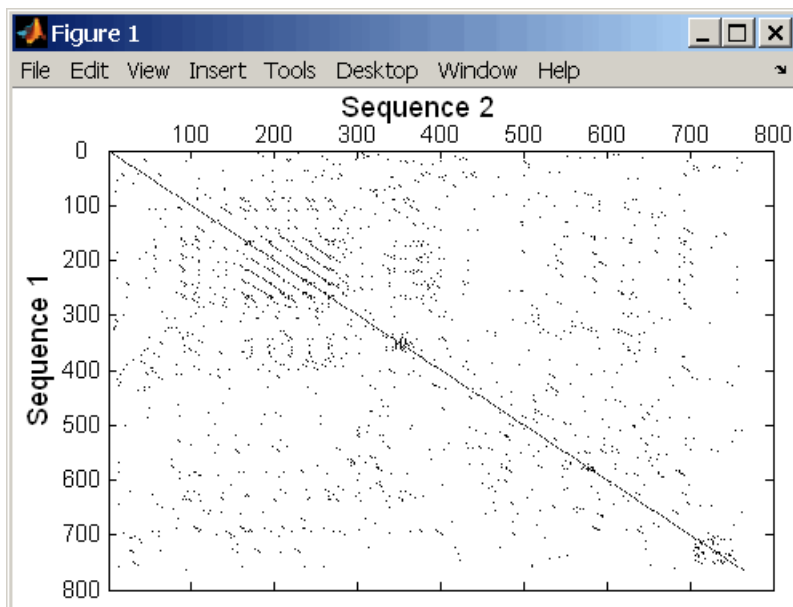 Figure 1
File Edit View Insert Tools Desktop Window Help
Sequence 2
100 200 300 400 500 600 700 800
0
100
200
300
400
500
600
700
800
Sequence 1